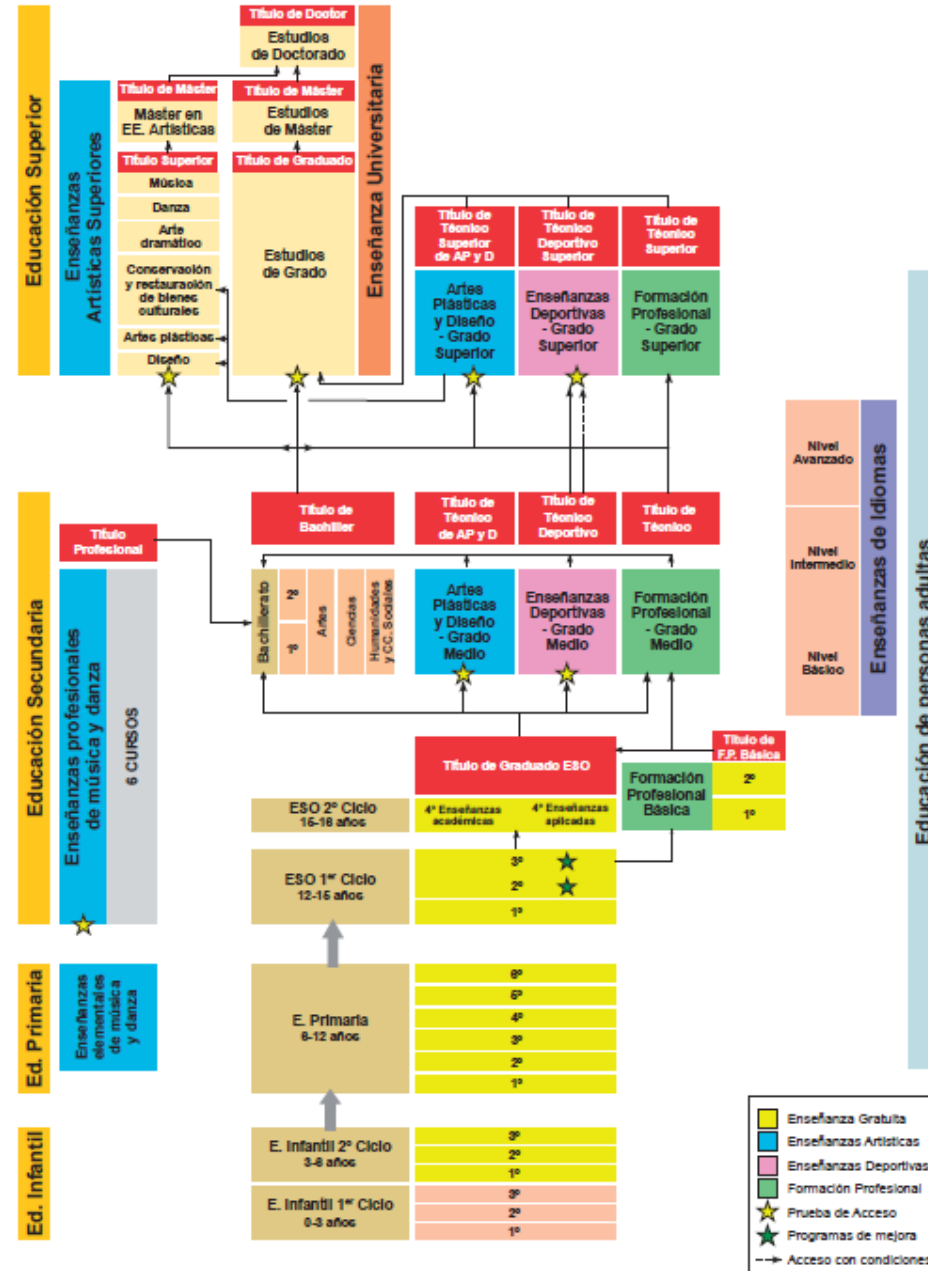 Título de Doctor
Estudios
de Doctorado
Título de Máster
Máster en
EE. Artísticas
Título de Máster
Estudios
de Máster
Título Superior
Música
Danza
Arte
dramático
Conservación
y restauración
de bienes
culturales
Artes plásticas
Diseño
Título de Graduado
Estudios
de Grado
Educación Superior
Enseñanzas
Artísticas Superiores
Enseñanza Universitaria
Título de
Técnico
Superior
de AP y D
Título de
Técnico
Deportivo
Superior
Título de
Técnico
Superior
Artes
Plásticas
y Diseño
- Grado
Superior
Enseñanzas
Deportivas
- Grado
Superior
Formación
Profesional
- Grado
Superior
Nivel
Avanzado
Nivel
Intermedio
Nivel
Básico
Enseñanzas de Idiomas
Educación de personas adultas
Educación Secundaria
Título
Profesional
Enseñanzas profesionales
de música y danza
6 CURSOS
Título de
Bachiller
Título de
Técnico
de AP y D
Título de
Técnico
Deportivo
Título de
Técnico
Bachillerato
2º
Artes
Ciencias
Humanidades
y CC. Sociales
Artes
Plásticas
y Diseño
- Grado
Medio
Enseñanzas
Deportivas
- Grado
Medio
Formación
Profesional
- Grado
Medio
Título de Graduado ESO
Título de
F.P. Básica
Formación
Profesional
Básica
2º
1º
ESO 2º Ciclo
15-16 años
4º Enseñanzas
académicas
4º Enseñanzas
aplicadas
ESO 1er Ciclo
12-15 años
3º
2º
1º
Ed. Primaria
Enseñanzas
elementales
de música
y danza
E. Primaria
6-12 años
6º
5º
4º
3º
2º
1º
Ed. Infantil
E. Infantil 2º Ciclo
3-6 años
3º
2º
1º
E. Infantil 1er Ciclo
0-3 años
3º
2º
1º
Enseñanza Gratuita
Enseñanzas Artísticas
Enseñanzas Deportivas
Formación Profesional
Prueba de Acceso
Programas de mejora
Acceso con condiciones